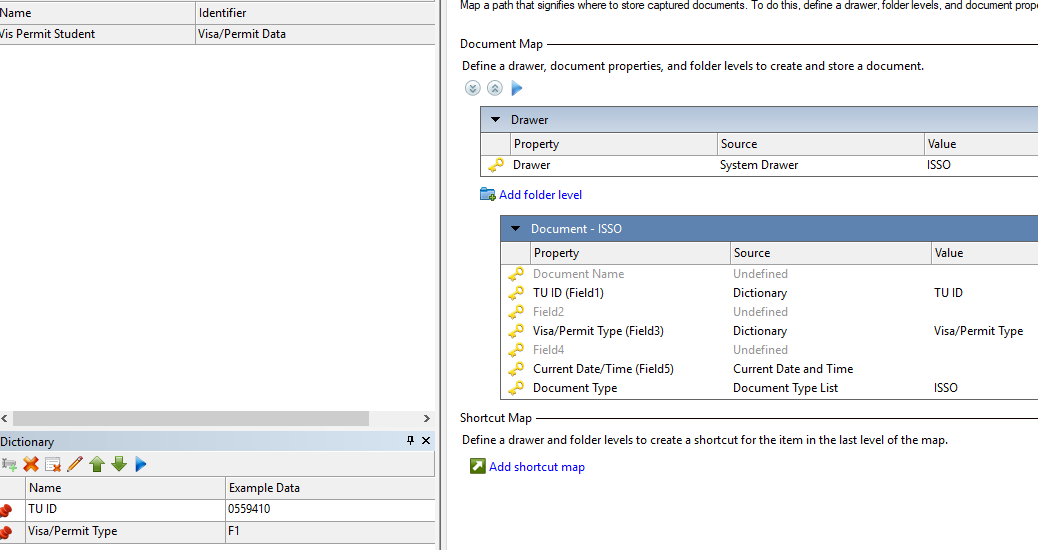 Name Identifier
Vis Permit Student Visa/Permit Data
Dictionary
Name Example Data
TU ID 0559410
Visa/Permit Type F1
Map a path that signifies where to store captured documents. To do this, define a drawer, folder levels, and document prope
Document Map
Define a drawer, document properties, and folder levels to create and store a document.
Drawer
Property Source Value
Drawer System Drawer ISSO
Add folder level
Document - ISSO
Property Source Value
Document Name Undefined
TU ID (Field1) Dictionary TU ID
Field2 Undefined
Visa/Permit Type (Field3) Dictionary Visa/Permit Type
Field4 Undefined
Current Date/Time (Field5) Current Date and Time
Document Type Document Type List ISSO
Shortcut Map
Define a drawer and folder levels to create a shortcut for the item in the last level of the map.
Add shortcut map